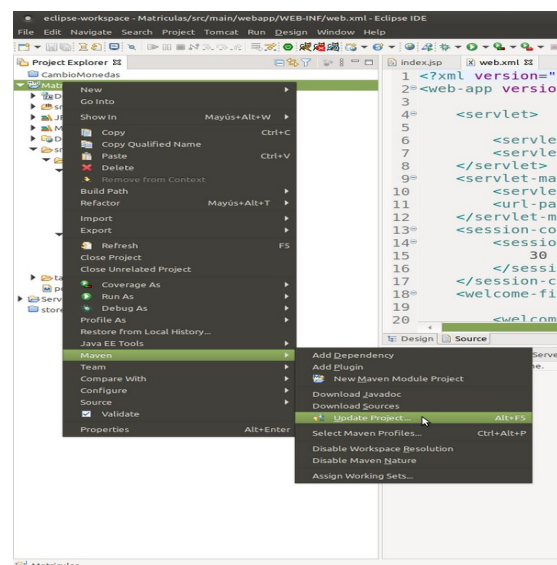 eclipse-workspace - Matriculas/src/main/webapp/WEB-INF/web.xml - Eclipse IDE
File Edit Navigate Search Project Tomcat Run Design Window Help
Project Explorer
index.jsp
web.xml
CambioMonedas
New
Go Into
Show In Mayús+Alt+W
Copy Ctrl+C
Copy Qualified Name
Paste Ctrl+V
Delete
Remove from Context
Build Path
Refactor Mayús+Alt+T
Import
Export
Refresh F5
Close Project
Close Unrelated Project
Coverage As
Run As
Debug As
Profile As
Restore from Local History...
Java EE Tools
Maven
Team
Compare With
Configure
Source
Validate
Properties Alt+Enter
Add Dependency
Add Plugin
New Maven Module Project
Download Javadoc
Download Sources
Update Project... Alt+F5
Select Maven Profiles... Ctrl+Alt+P
Disable Workspace Resolution
Disable Maven Nature
Assign Working Sets...
1 <?xml version="
2 <web-app versio
3
4 <servlet>
5
6 <servle
7 <servle
8 </servlet>
9 <servlet-ma
10 <servle
11 <url-pa
12 </servlet-m
13 <session-co
14 <sessio
15 30
16 </sessi
17 </session-c
18 <welcome-fi
19
20 <welcom
Design Source